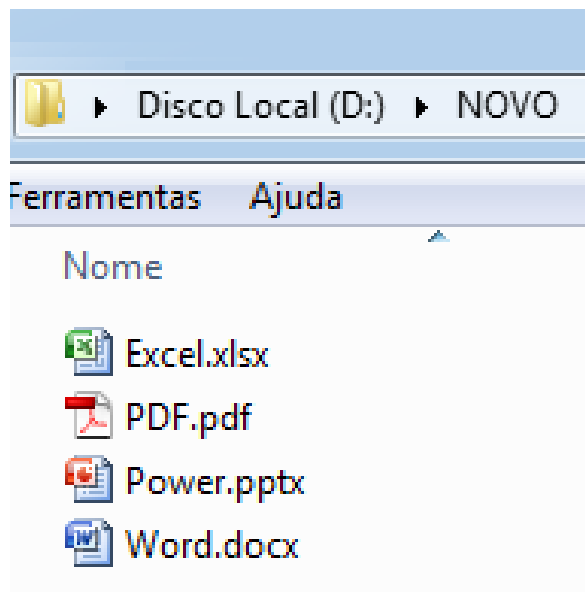 Disco Local (D:) NOVO
Ferramentas Ajuda
Nome
Excel.xlsx
PDF.pdf
Power.pptx
Word.docx